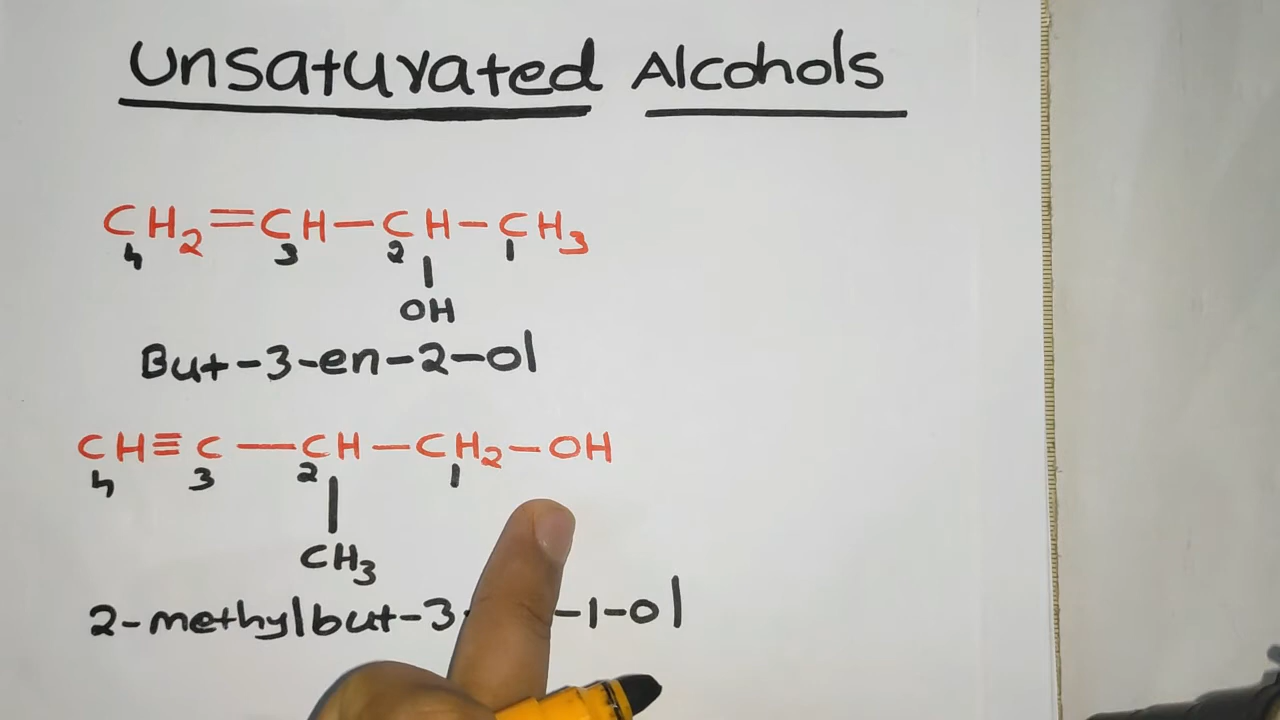 Unsaturated Alcohols
CH2=CH-CH-CH3
4 3 2 1
OH
But-3-en-2-ol
CH≡C-CH-CH2-OH
4 3 2 1
CH3
2-methylbut-3- -1-ol